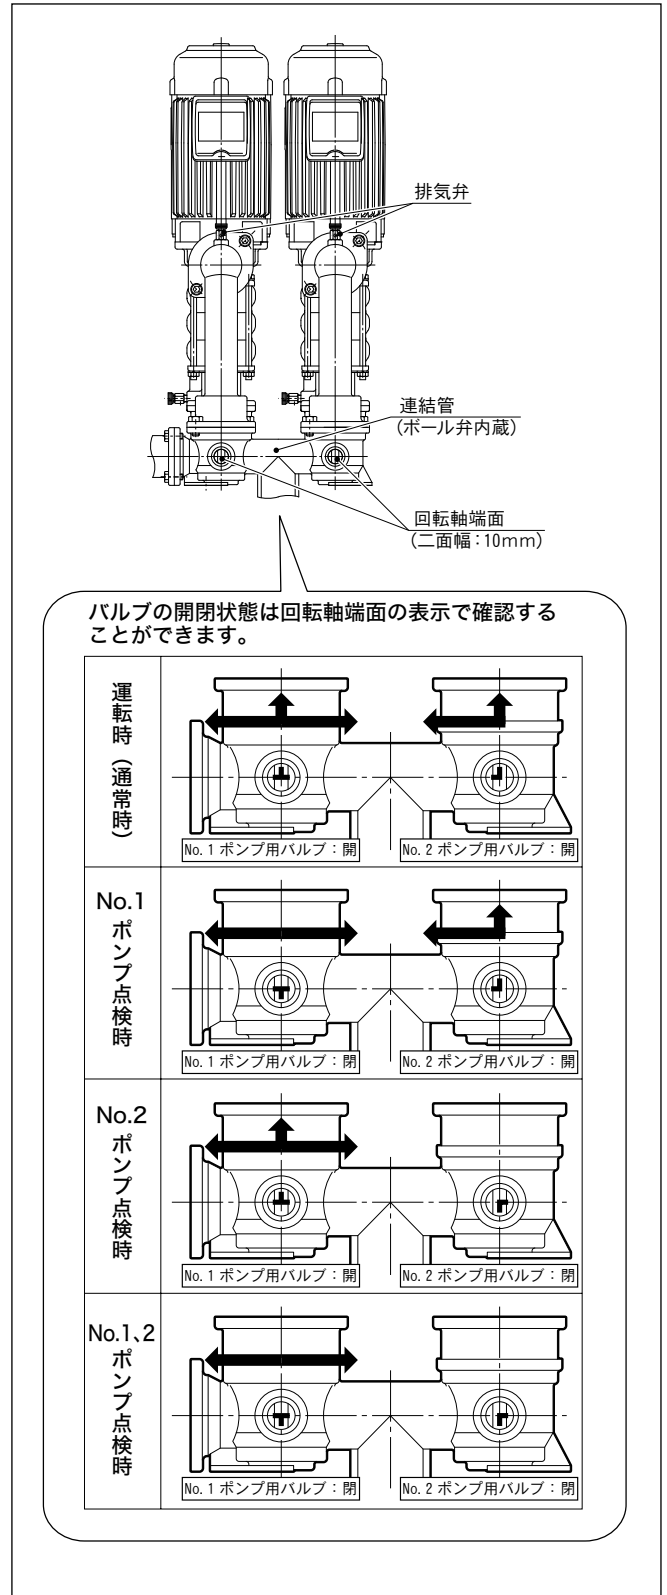 排気弁
連結管
(ボール弁内蔵)
回転軸端面
(二面幅：10mm)
バルブの開閉状態は回転軸端面の表示で確認する
ことができます。
運転時（通常時）
No.1 ポンプ用バルブ：開
No.2 ポンプ用バルブ：開
No.1
ポンプ点検時
No.1 ポンプ用バルブ：閉
No.2 ポンプ用バルブ：開
No.2
ポンプ点検時
No.1 ポンプ用バルブ：開
No.2 ポンプ用バルブ：閉
No.1、2
ポンプ点検時
No.1 ポンプ用バルブ：閉
No.2 ポンプ用バルブ：閉